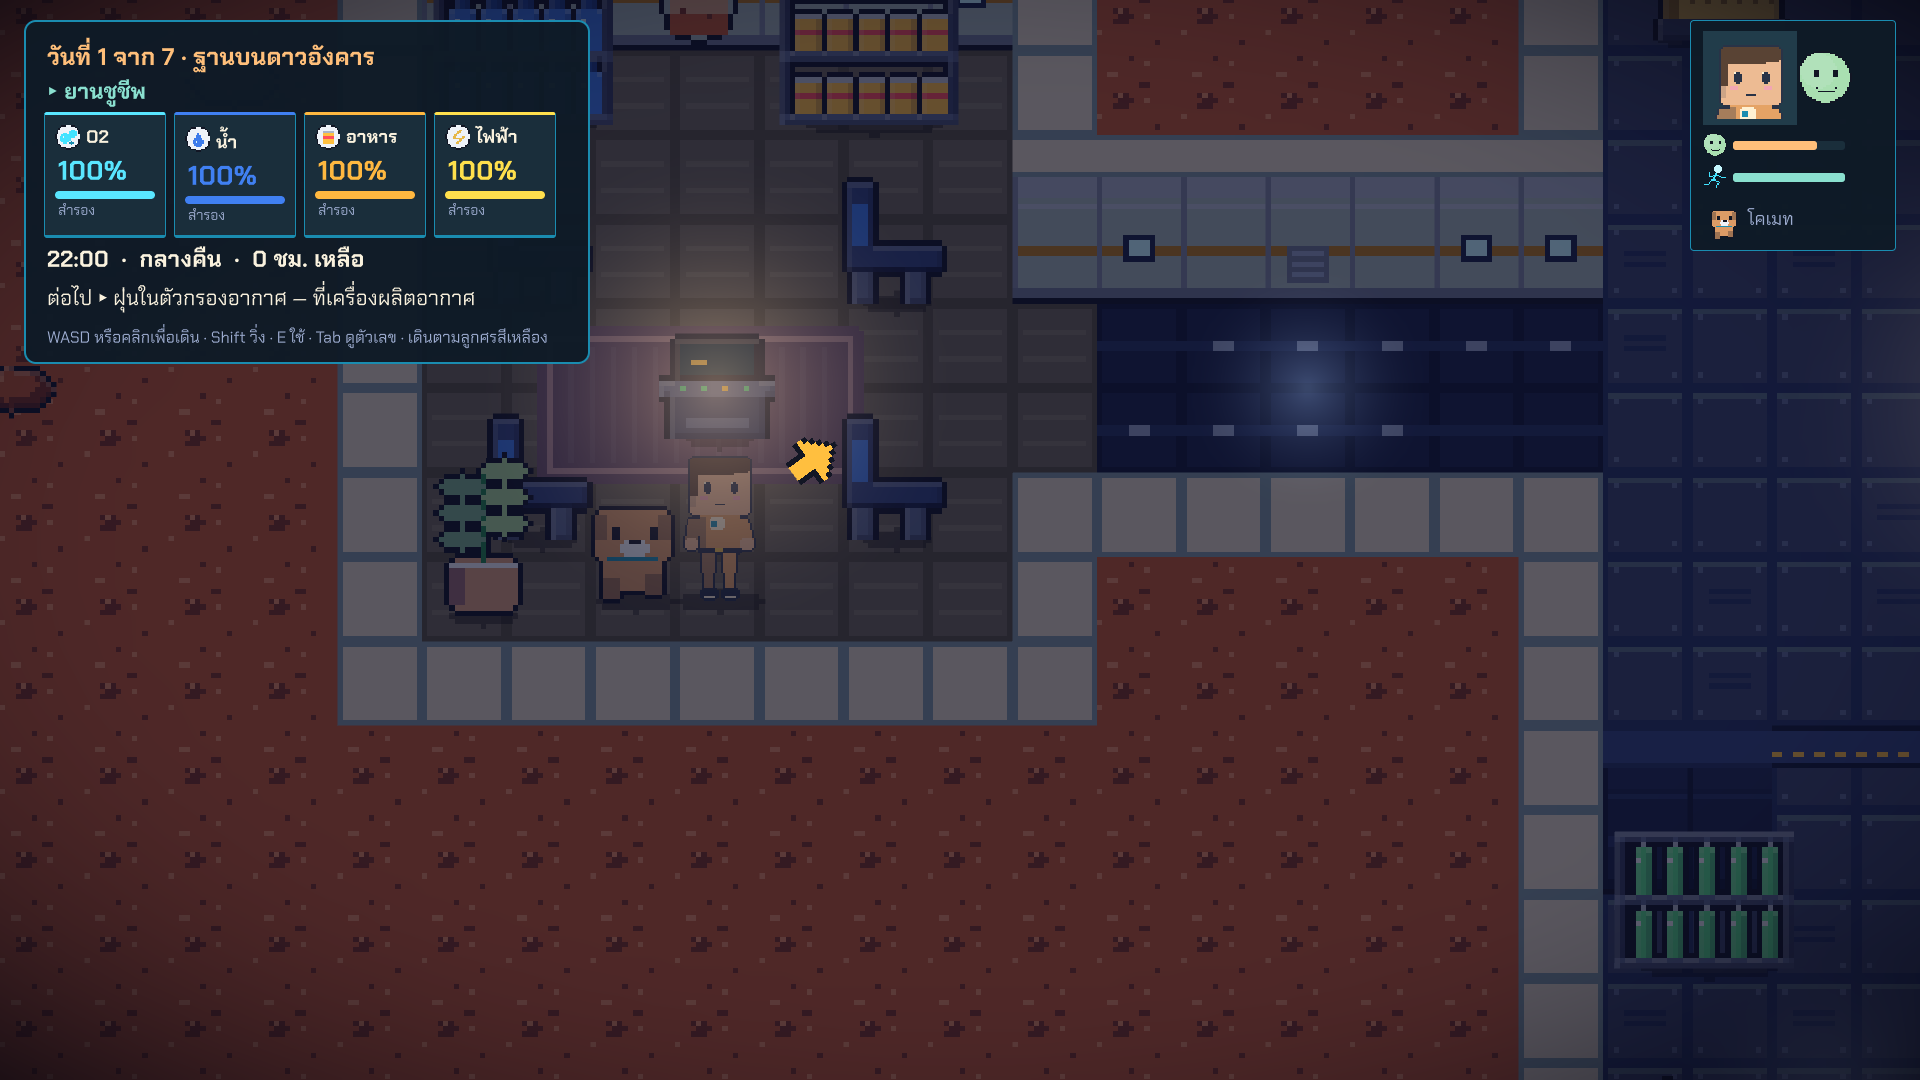 วันที่ 1 จาก 7 · ฐานบนดาวอังคาร
▸ ยานชูชีพ
O2
100%
สำรอง
น้ำ
100%
สำรอง
อาหาร
100%
สำรอง
ไฟฟ้า
100%
สำรอง
22:00 · กลางคืน · 0 ชม. เหลือ
ต่อไป ▸ ฝุ่นในตัวกรองอากาศ — ที่เครื่องผลิตอากาศ
WASD หรือคลิกเพื่อเดิน · Shift วิ่ง · E ใช้ · Tab ดูตัวเลข · เดินตามลูกศรสีเหลือง
โคเมท